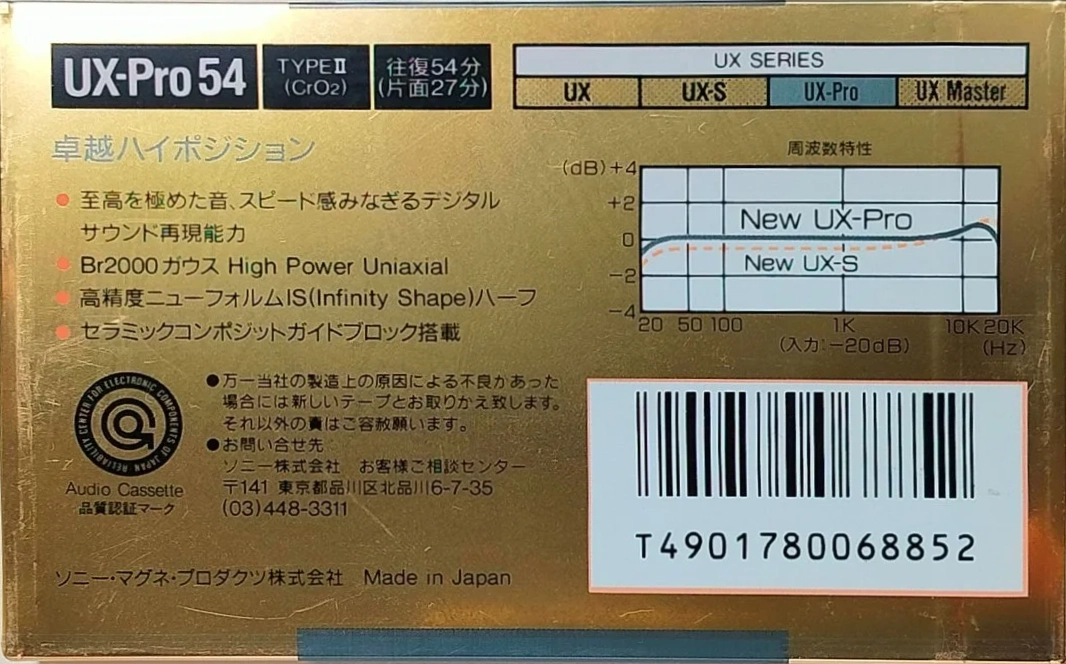 UX-Pro 54
TYPEⅡ
(CrO2)
往復54分
(片面27分)
UX SERIES
UX UX-S UX-Pro UX Master
卓越ハイポジション
● 至高を極めた音、スピード感みなぎるデジタル
サウンド再現能力
● Br2000ガウス High Power Uniaxial
● 高精度ニューフォルムIS(Infinity Shape)ハーフ
● セラミックコンポジットガイドブロック搭載
周波数特性
(dB)+4
+2
0
−2
−4
New UX-Pro
New UX-S
20 50 100 1K 10K 20K
(入力:−20dB) (Hz)
RELIABILITY CENTER FOR ELECTRONIC COMPONENTS OF JAPAN
Audio Cassette
品質認証マーク
●万一当社の製造上の原因による不良があった
場合には新しいテープとお取りかえ致します。
それ以外の責はご容赦願います。
●お問い合せ先
ソニー株式会社 お客様ご相談センター
〒141 東京都品川区北品川6-7-35
(03)448-3311
ソニー・マグネ・プロダクツ株式会社 Made in Japan
T4901780068852